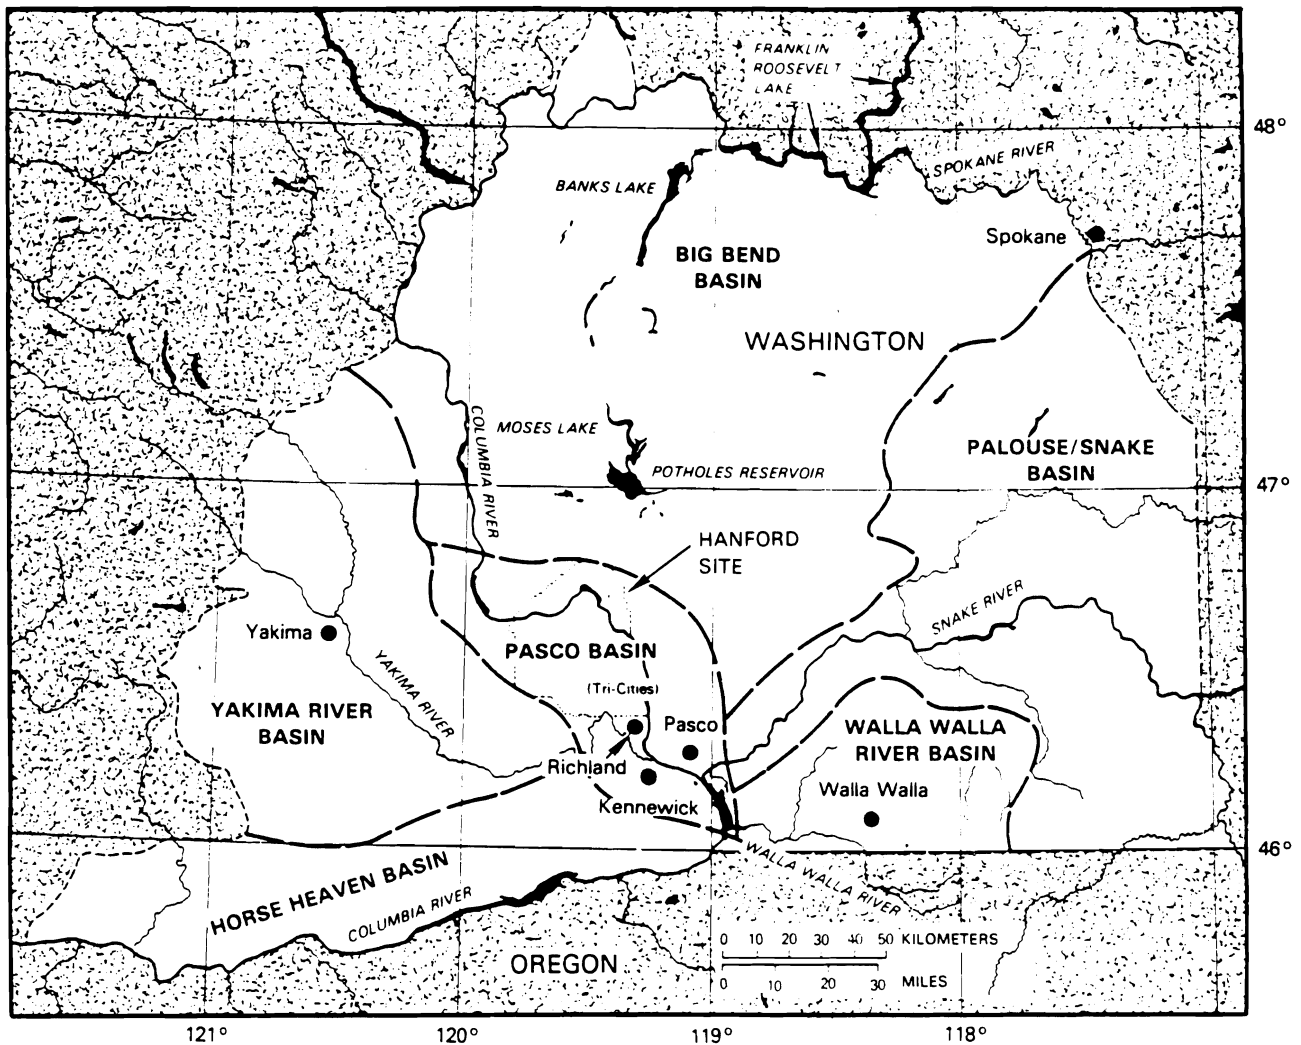 FRANKLIN
ROOSEVELT
LAKE
48°
SPOKANE RIVER
BANKS LAKE
Spokane
BIG BEND
BASIN
WASHINGTON
COLUMBIA RIVER
MOSES LAKE
PALOUSE/SNAKE
BASIN
POTHOLES RESERVOIR
47°
HANFORD
SITE
SNAKE RIVER
Yakima
PASCO BASIN
YAKIMA RIVER
(Tri-Cities)
YAKIMA RIVER
BASIN
Pasco
WALLA WALLA
RIVER BASIN
Richland
Kennewick
Walla Walla
46°
WALLA WALLA RIVER
HORSE HEAVEN BASIN
COLUMBIA RIVER
0 10 20 30 40 50 KILOMETERS
OREGON
0 10 20 30 MILES
121° 120° 119° 118°